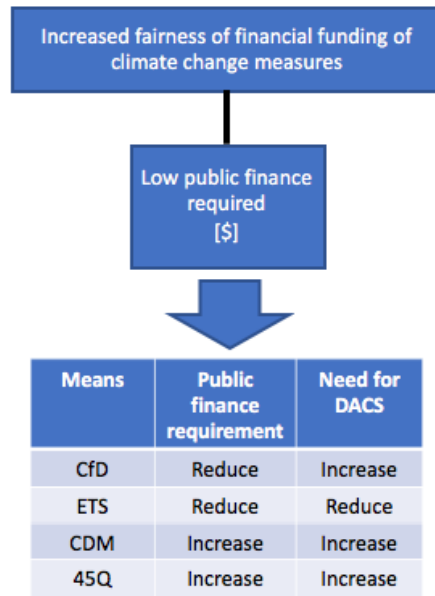 Increased fairness of financial funding of
climate change measures
Low public finance
required
[$]
Means Public Need for
finance DACS
requirement
CfD Reduce Increase
ETS Reduce Reduce
CDM Increase Increase
45Q Increase Increase